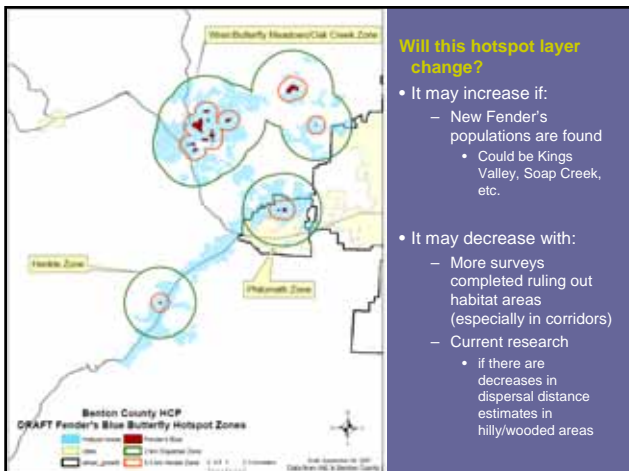 Wren/Butterfly Meadows/Oak Creek Zone
Philomath Zone
Benton County HCP
DRAFT Fender's Blue Butterfly Hotspot Zones
Fender's Blue
Will this hotspot layer
change?
• It may increase if:
– New Fender's
populations are found
• Could be Kings
Valley, Soap Creek,
etc.
• It may decrease with:
– More surveys
completed ruling out
habitat areas
(especially in corridors)
– Current research
• if there are
decreases in
dispersal distance
estimates in
hilly/wooded areas